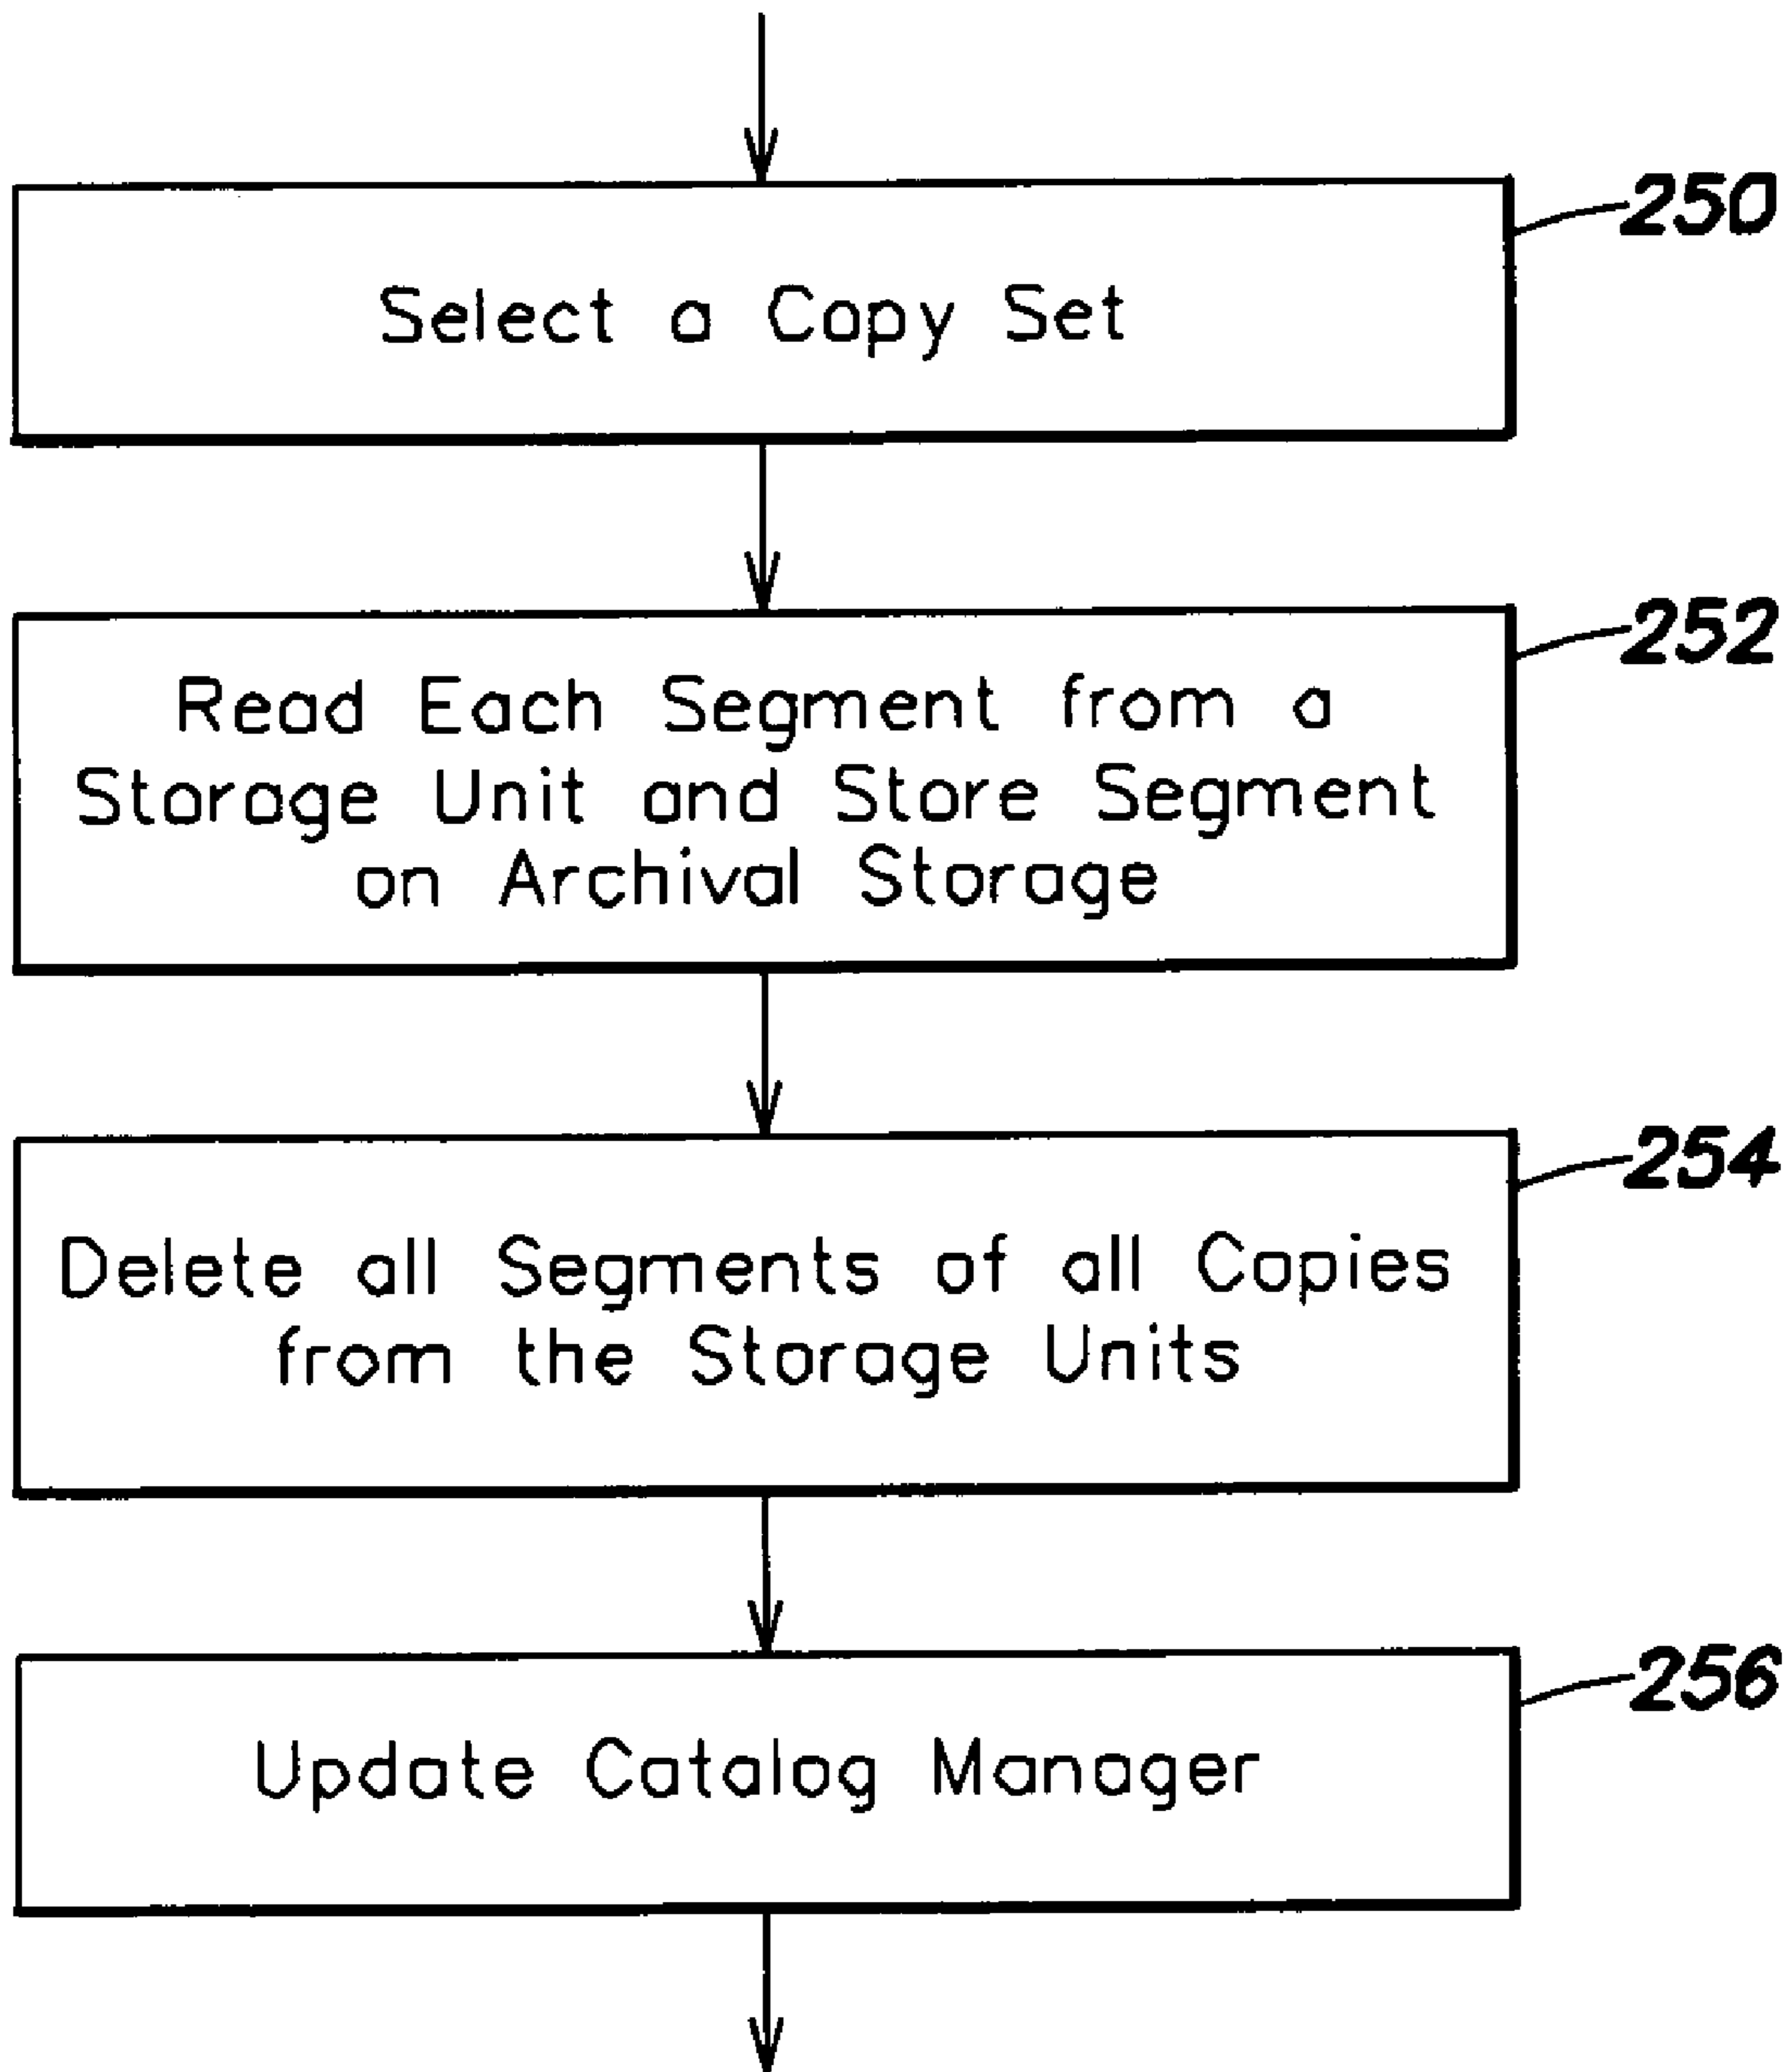 250
Select a Copy Set
252
Read Each Segment from a
Storage Unit and Store Segment
on Archival Storage
254
Delete all Segments of all Copies
from the Storage Units
256
Update Catalog Manager